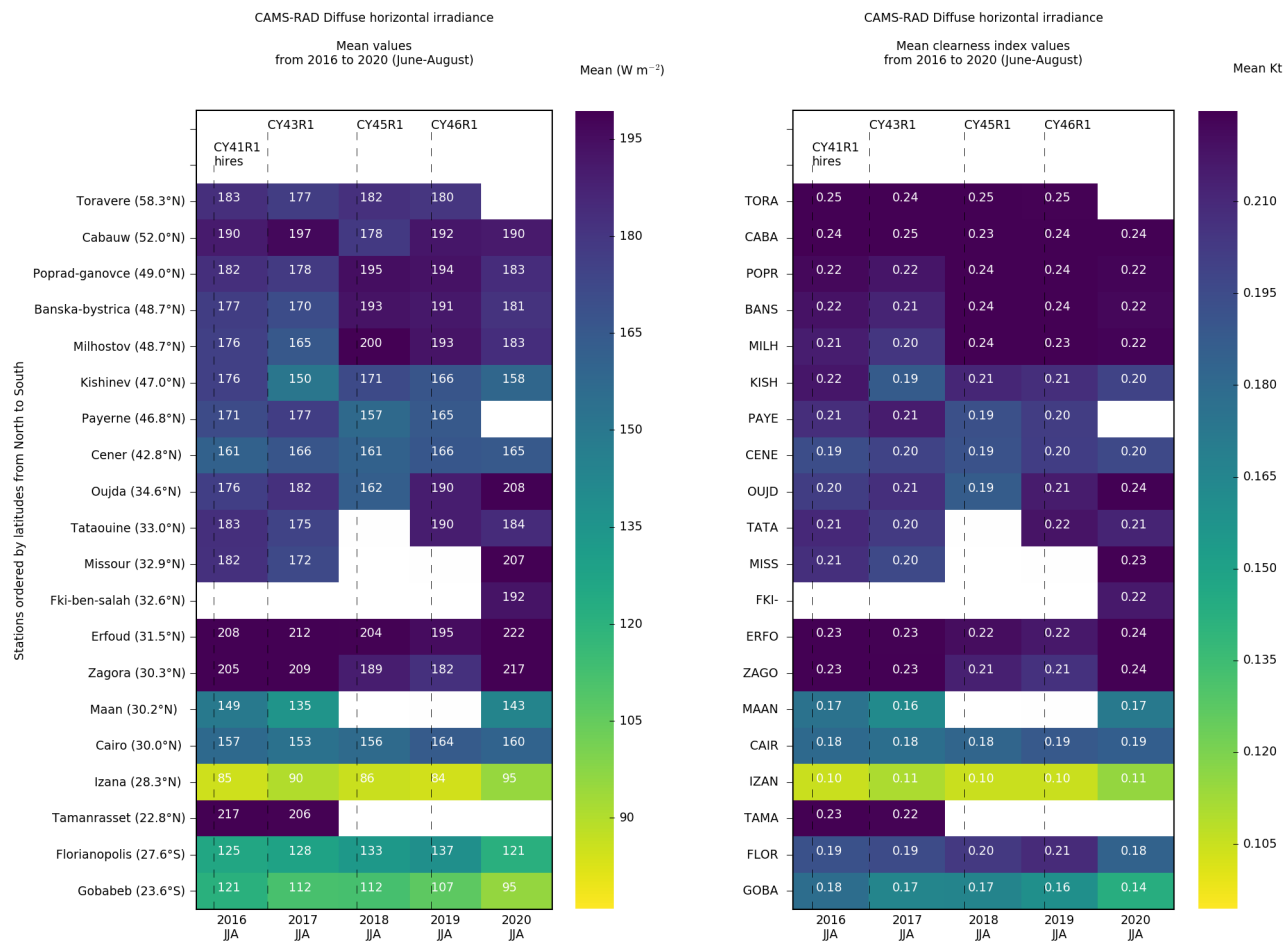 CAMS-RAD Diffuse horizontal irradiance
Mean values
from 2016 to 2020 (June-August)
Mean (W m⁻²)
CY43R1 CY45R1 CY46R1
CY41R1
hires
Stations ordered by latitudes from North to South
Toravere (58.3°N) 183 177 182 180
Cabauw (52.0°N) 190 197 178 192 190
Poprad-ganovce (49.0°N) 182 178 195 194 183
Banska-bystrica (48.7°N) 177 170 193 191 181
Milhostov (48.7°N) 176 165 200 193 183
Kishinev (47.0°N) 176 150 171 166 158
Payerne (46.8°N) 171 177 157 165
Cener (42.8°N) 161 166 161 166 165
Oujda (34.6°N) 176 182 162 190 208
Tataouine (33.0°N) 183 175 190 184
Missour (32.9°N) 182 172 207
Fki-ben-salah (32.6°N) 192
Erfoud (31.5°N) 208 212 204 195 222
Zagora (30.3°N) 205 209 189 182 217
Maan (30.2°N) 149 135 143
Cairo (30.0°N) 157 153 156 164 160
Izana (28.3°N) 85 90 86 84 95
Tamanrasset (22.8°N) 217 206
Florianopolis (27.6°S) 125 128 133 137 121
Gobabeb (23.6°S) 121 112 112 107 95
2016 2017 2018 2019 2020
JJA JJA JJA JJA JJA
195
180
165
150
135
120
105
90
CAMS-RAD Diffuse horizontal irradiance
Mean clearness index values
from 2016 to 2020 (June-August)
Mean Kt
CY43R1 CY45R1 CY46R1
CY41R1
hires
TORA 0.25 0.24 0.25 0.25
CABA 0.24 0.25 0.23 0.24 0.24
POPR 0.22 0.22 0.24 0.24 0.22
BANS 0.22 0.21 0.24 0.24 0.22
MILH 0.21 0.20 0.24 0.23 0.22
KISH 0.22 0.19 0.21 0.21 0.20
PAYE 0.21 0.21 0.19 0.20
CENE 0.19 0.20 0.19 0.20 0.20
OUJD 0.20 0.21 0.19 0.21 0.24
TATA 0.21 0.20 0.22 0.21
MISS 0.21 0.20 0.23
FKI- 0.22
ERFO 0.23 0.23 0.22 0.22 0.24
ZAGO 0.23 0.23 0.21 0.21 0.24
MAAN 0.17 0.16 0.17
CAIR 0.18 0.18 0.18 0.19 0.19
IZAN 0.10 0.11 0.10 0.10 0.11
TAMA 0.23 0.22
FLOR 0.19 0.19 0.20 0.21 0.18
GOBA 0.18 0.17 0.17 0.16 0.14
2016 2017 2018 2019 2020
JJA JJA JJA JJA JJA
0.210
0.195
0.180
0.165
0.150
0.135
0.120
0.105